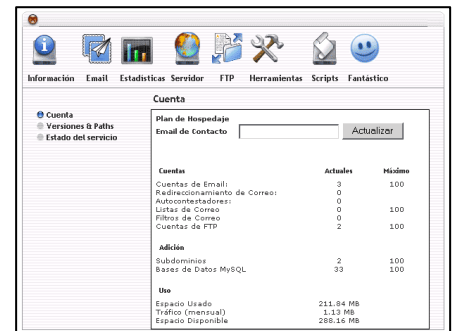 Información Email Estadísticas Servidor FTP Herramientas Scripts Fantástico
Cuenta
Cuenta
Versiones & Paths
Estado del servicio
Plan de Hospedaje
Email de Contacto Actualizar
Cuentas Actuales Máximo
Cuentas de Email: 3 100
Redireccionamiento de Correo: 0
Autocontestadores: 0
Listas de Correo 0 100
Filtros de Correo 0
Cuentas de FTP 2 100
Adición
Subdominios 2 100
Bases de Datos MySQL 33 100
Uso
Espacio Usado 211.84 MB
Tráfico (mensual) 1.13 MB
Espacio Disponible 288.16 MB